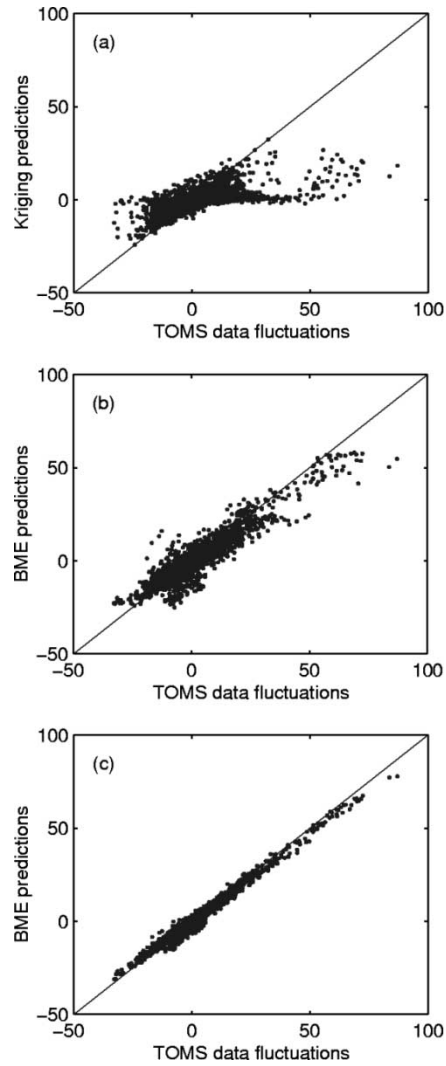 100
(a)
50
Kriging predictions
0
−50
−50 0 50 100
TOMS data fluctuations
100
(b)
50
BME predictions
0
−50
−50 0 50 100
TOMS data fluctuations
100
(c)
50
BME predictions
0
−50
−50 0 50 100
TOMS data fluctuations